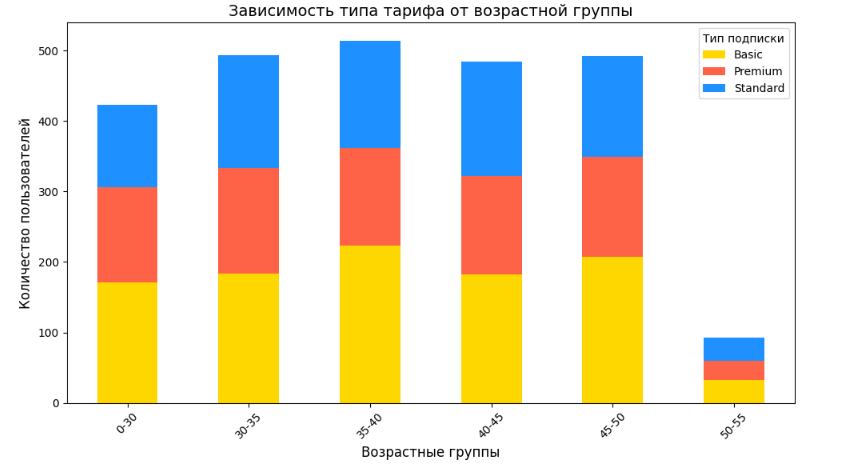 Зависимость типа тарифа от возрастной группы
Тип подписки
Basic
Premium
Standard
Количество пользователей
500
400
300
200
100
0
0-30
30-35
35-40
40-45
45-50
50-55
Возрастные группы